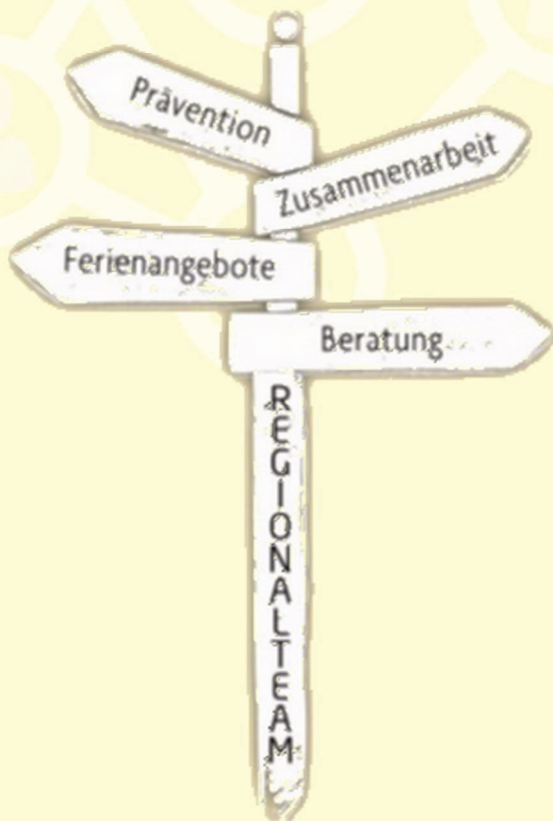 Prävention
Zusammenarbeit
Ferienangebote
Beratung
REGIONALTEAM